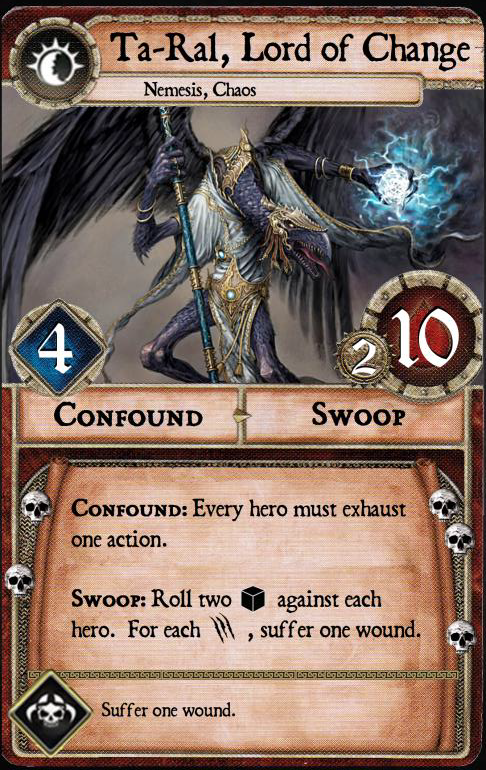 Ta-Ral, Lord of Change
Nemesis, Chaos
4
2
10
Confound
Swoop
Confound: Every hero must exhaust
one action.
Swoop: Roll two against each
hero. For each , suffer one wound.
Suffer one wound.